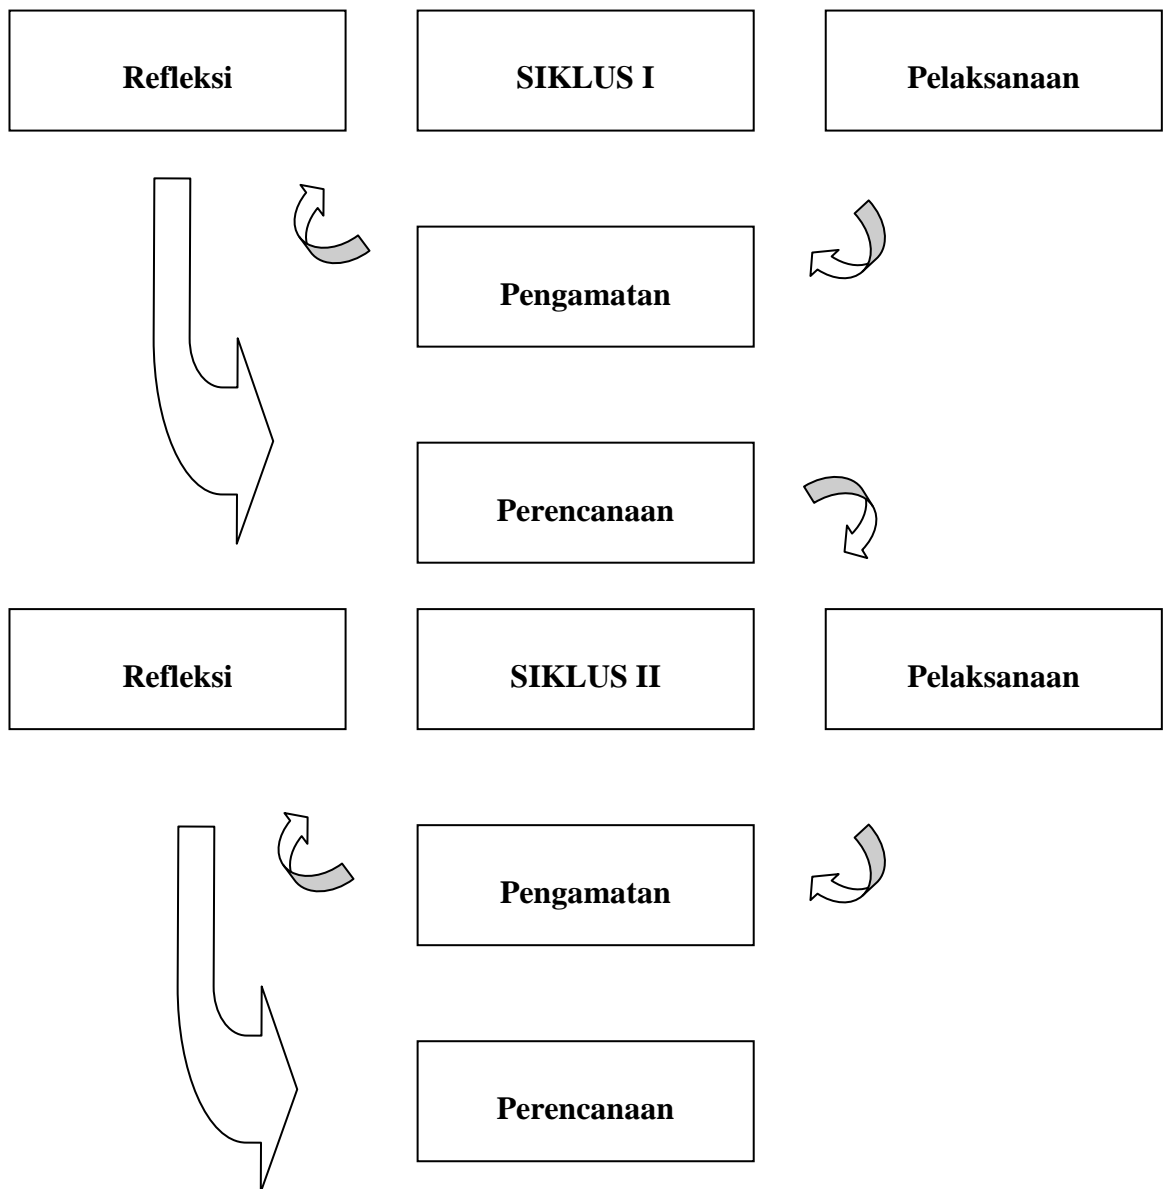 Refleksi
SIKLUS I
Pelaksanaan
Pengamatan
Perencanaan
Refleksi
SIKLUS II
Pelaksanaan
Pengamatan
Perencanaan